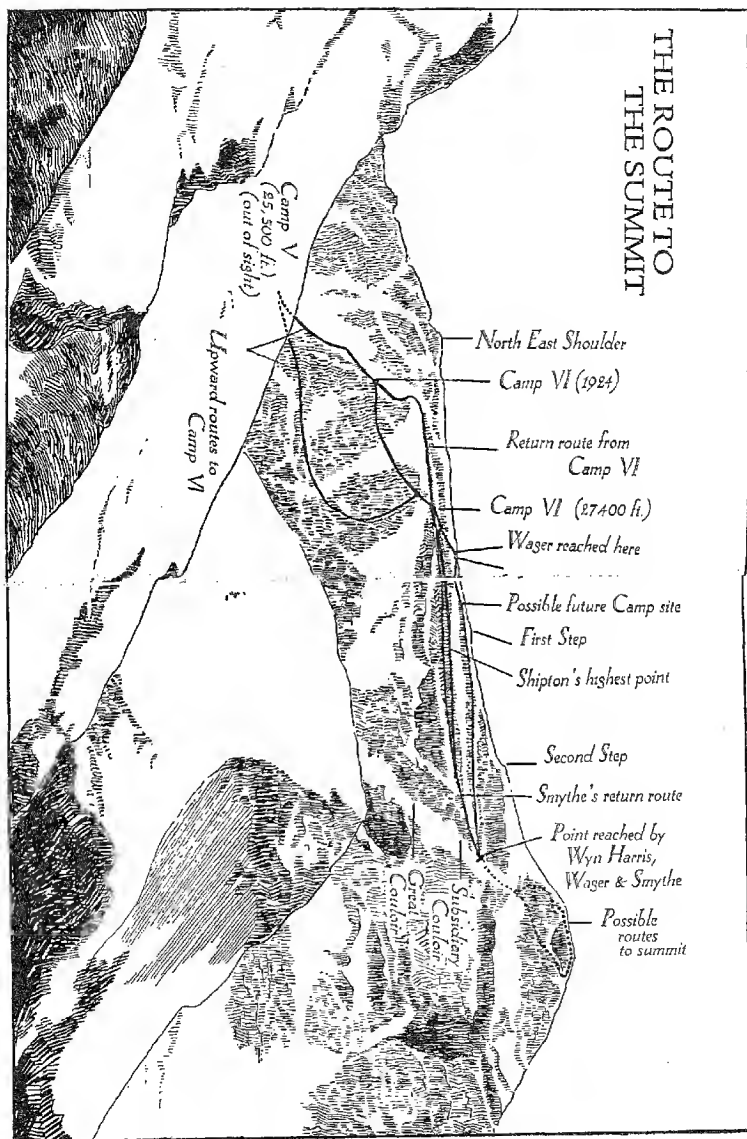 THE ROUTE TO
THE SUMMIT
North East Shoulder
Camp VI (1924)
Return route from
Camp VI
Camp VI (27400 ft.)
Wager reached here
Possible future Camp site
First Step
Shipton's highest point
Second Step
Smythe's return route
Point reached by
Wyn Harris,
Wager & Smythe
Possible
routes
to summit
Camp V
(25,500 ft.)
(out of sight)
Upward routes to
Camp VI
Subsidiary
Couloir
Great
Couloir